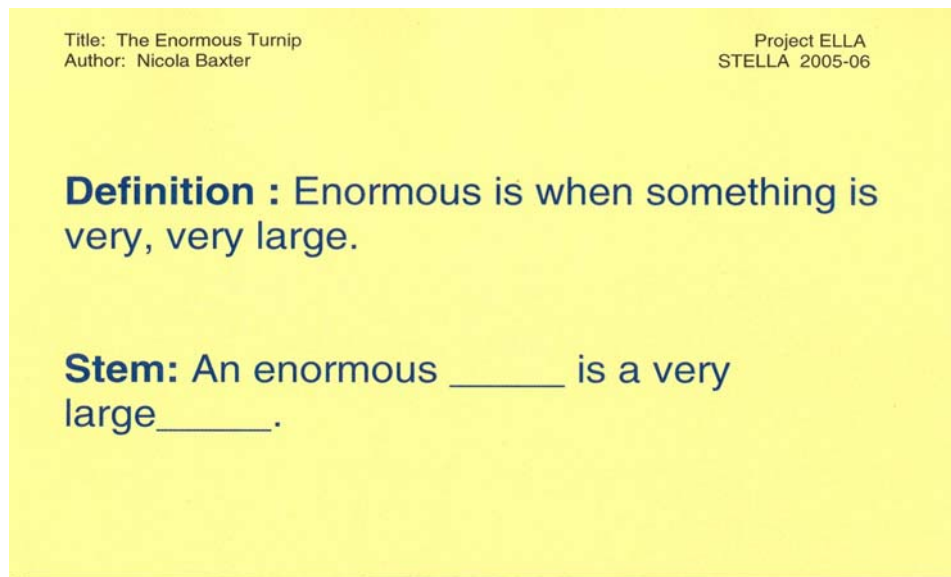 Title: The Enormous Turnip
Author: Nicola Baxter
Project ELLA
STELLA 2005-06
Definition : Enormous is when something is
very, very large.
Stem: An enormous _____ is a very
large_____.